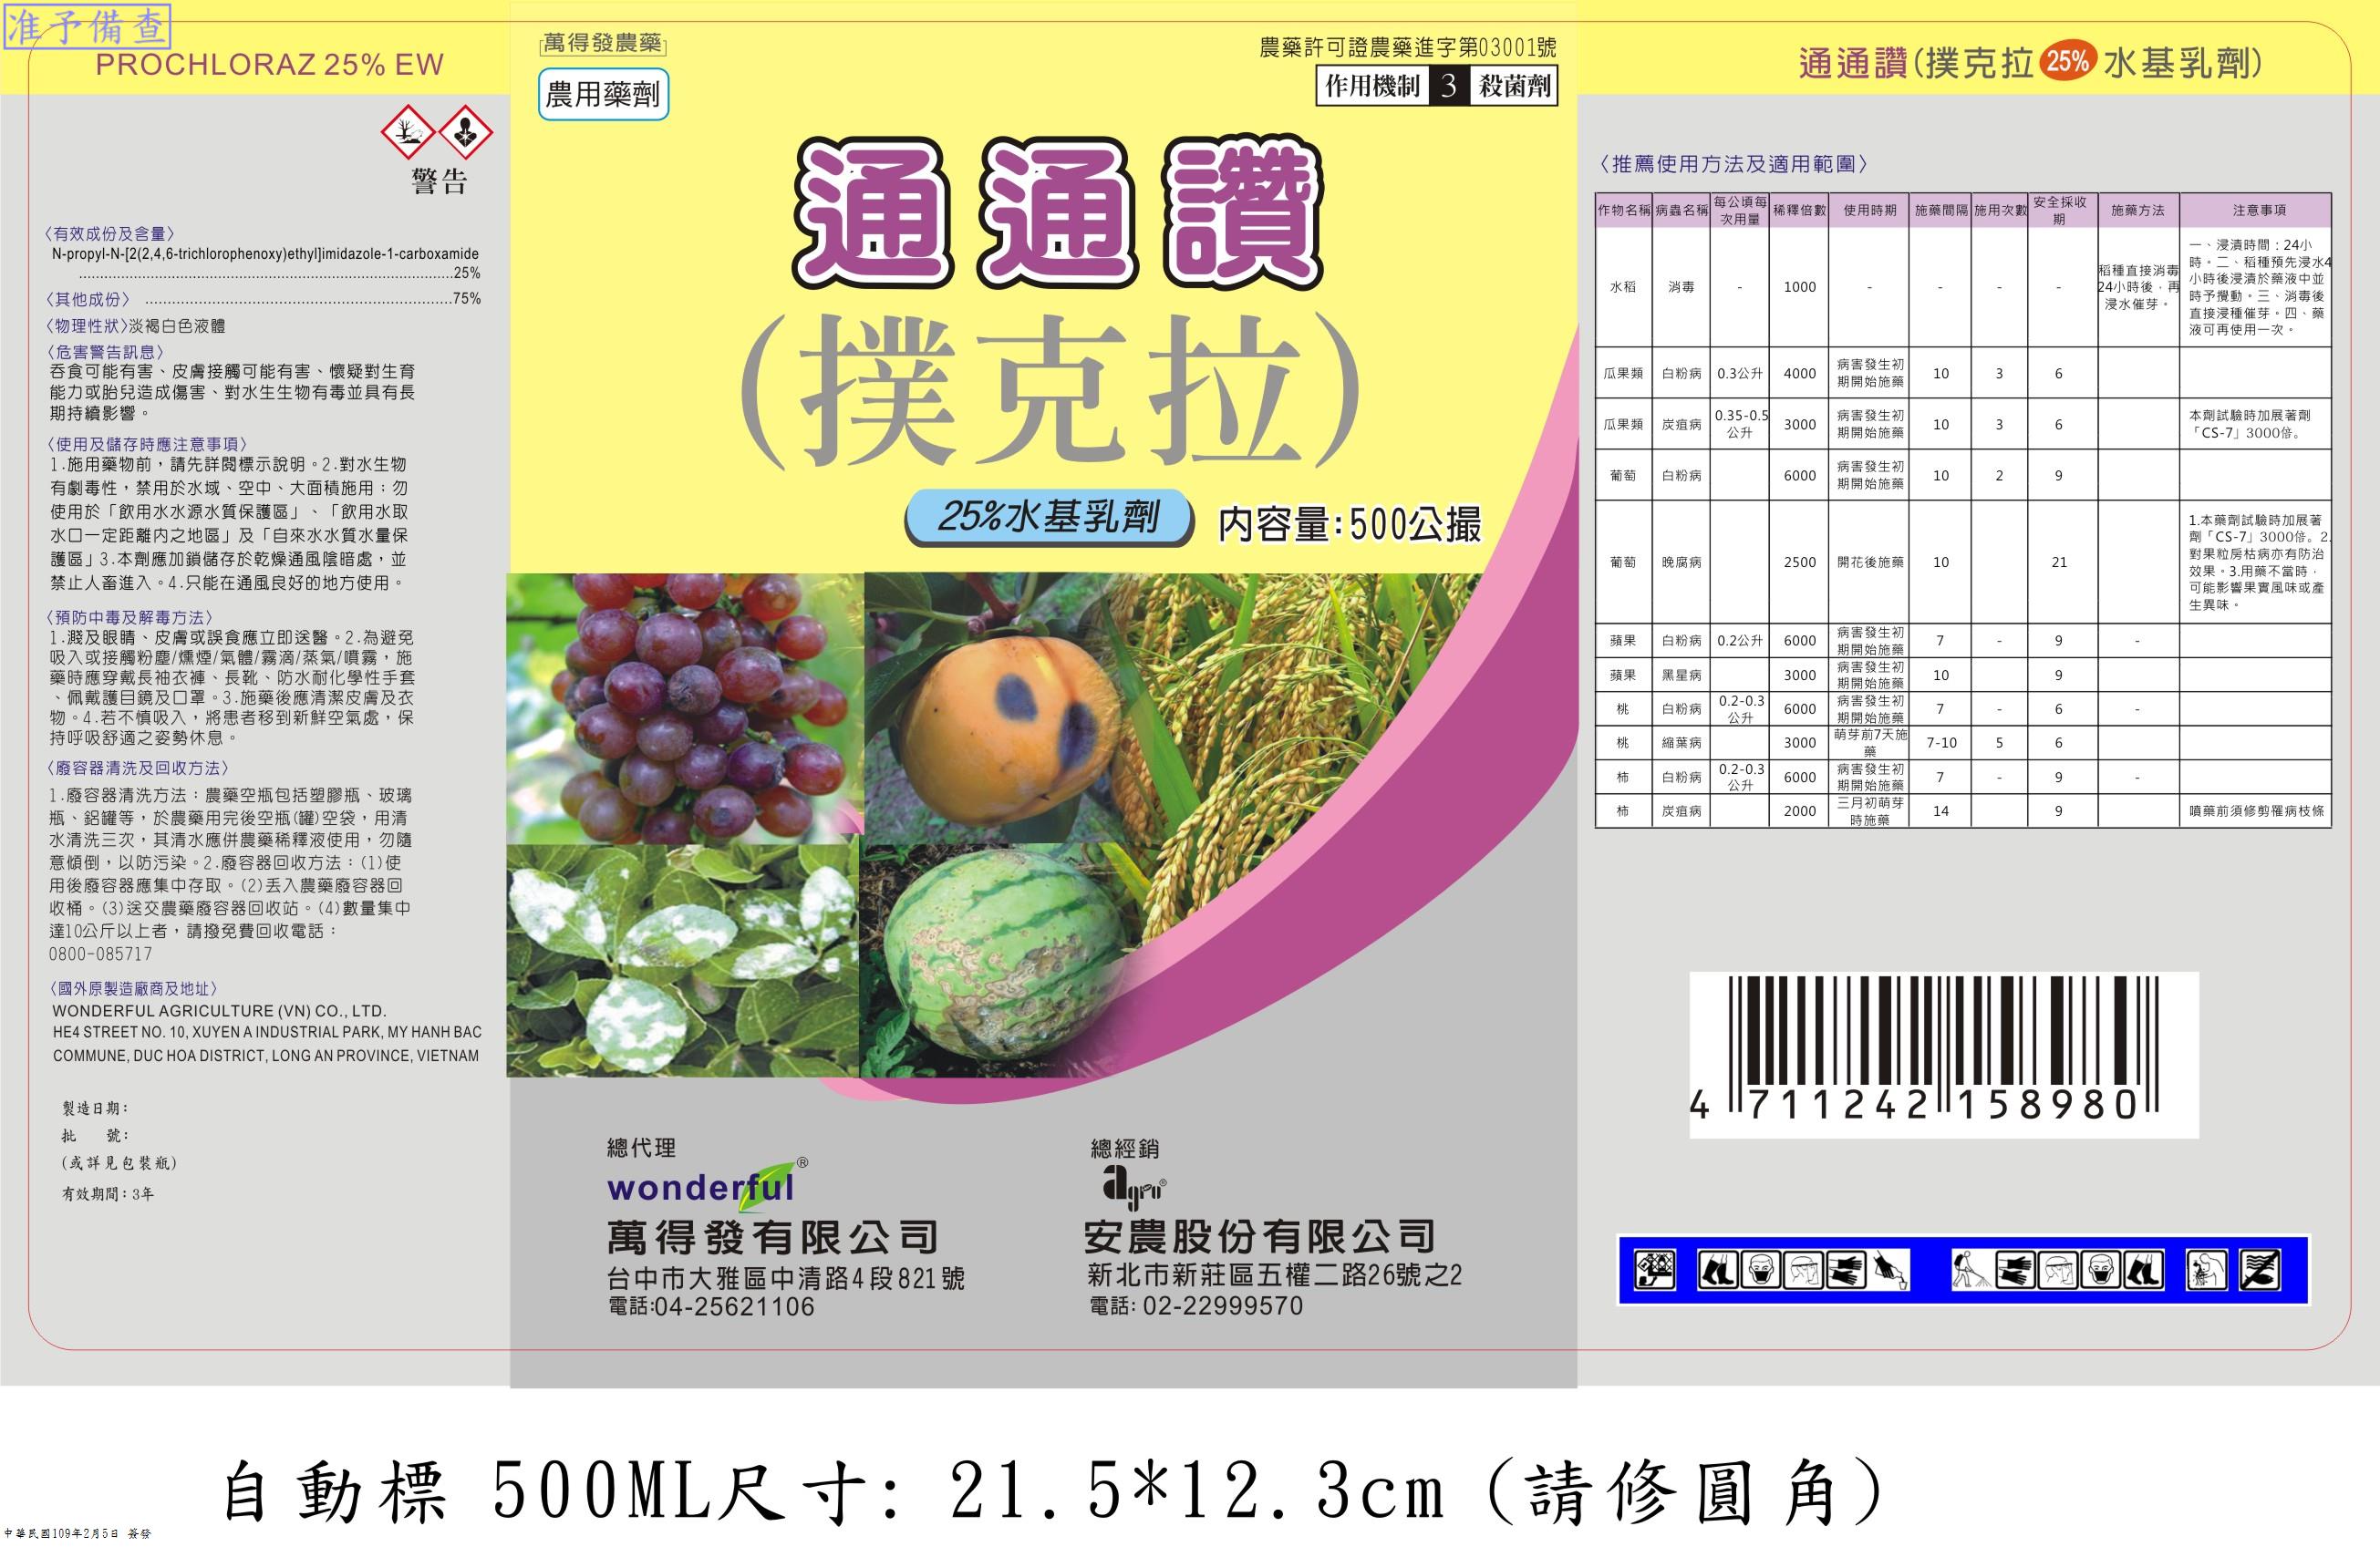 准予備查
PROCHLORAZ 25% EW
警告
〈有效成份及含量〉
N-propyl-N-[2(2,4,6-trichlorophenoxy)ethyl]imidazole-1-carboxamide
25%
〈其他成份〉 75%
〈物理性狀〉淡褐白色液體
〈危害警告訊息〉
吞食可能有害、皮膚接觸可能有害、懷疑對生育
能力或胎兒造成傷害、對水生生物有毒並具有長
期持續影響。
〈使用及儲存時應注意事項〉
1.施用藥物前，請先詳閱標示說明。2.對水生物
有劇毒性，禁用於水域、空中、大面積施用；勿
使用於「飲用水水源水質保護區」、「飲用水取
水口一定距離內之地區」及「自來水水質水量保
護區」3.本劑應加鎖儲存於乾燥通風陰暗處，並
禁止人畜進入。4.只能在通風良好的地方使用。
〈預防中毒及解毒方法〉
1.濺及眼睛、皮膚或誤食應立即送醫。2.為避免
吸入或接觸粉塵/燻煙/氣體/霧滴/蒸氣/噴霧，施
藥時應穿戴長袖衣褲、長靴、防水耐化學性手套
、佩戴護目鏡及口罩。3.施藥後應清潔皮膚及衣
物。4.若不慎吸入，將患者移到新鮮空氣處，保
持呼吸舒適之姿勢休息。
〈廢容器清洗及回收方法〉
1.廢容器清洗方法：農藥空瓶包括塑膠瓶、玻璃
瓶、鋁罐等，於農藥用完後空瓶(罐)空袋，用清
水清洗三次，其清水應併農藥稀釋液使用，勿隨
意傾倒，以防污染。2.廢容器回收方法：(1)使
用後廢容器應集中存取。(2)丟入農藥廢容器回
收桶。(3)送交農藥廢容器回收站。(4)數量集中
達10公斤以上者，請撥免費回收電話：
0800-085717
〈國外原製造廠商及地址〉
WONDERFUL AGRICULTURE (VN) CO., LTD.
HE4 STREET NO. 10, XUYEN A INDUSTRIAL PARK, MY HANH BAC
COMMUNE, DUC HOA DISTRICT, LONG AN PROVINCE, VIETNAM
製造日期：
批 號：
(或詳見包裝瓶)
有效期間：3年
萬得發農藥
農用藥劑
農藥許可證農藥進字第03001號
作用機制 3 殺菌劑
通通讚
(撲克拉)
25%水基乳劑
內容量:500公撮
總代理
wonderful®
萬得發有限公司
台中市大雅區中清路4段821號
電話:04-25621106
總經銷
agro®
安農股份有限公司
新北市新莊區五權二路26號之2
電話: 02-22999570
通通讚(撲克拉25%水基乳劑)
〈推薦使用方法及適用範圍〉
作物名稱 病蟲名稱 每公頃每次用量 稀釋倍數 使用時期 施藥間隔 施用次數 安全採收期 施藥方法 注意事項
水稻 消毒 - 1000 - - - - 稻種直接消毒24小時後，再浸水催芽。 一、浸漬時間：24小時。二、稻種預先浸水4小時後浸漬於藥液中並時予攪動。三、消毒後直接浸種催芽。四、藥液可再使用一次。
瓜果類 白粉病 0.3公升 4000 病害發生初期開始施藥 10 3 6
瓜果類 炭疽病 0.35-0.5公升 3000 病害發生初期開始施藥 10 3 6 本劑試驗時加展著劑「CS-7」3000倍。
葡萄 白粉病 6000 病害發生初期開始施藥 10 2 9
葡萄 晚腐病 2500 開花後施藥 10 21 1.本藥劑試驗時加展著劑「CS-7」3000倍。2.對果粒房枯病亦有防治效果。3.用藥不當時，可能影響果實風味或產生異味。
蘋果 白粉病 0.2公升 6000 病害發生初期開始施藥 7 - 9 -
蘋果 黑星病 3000 病害發生初期開始施藥 10 9
桃 白粉病 0.2-0.3公升 6000 病害發生初期開始施藥 7 - 6 -
桃 縮葉病 3000 萌芽前7天施藥 7-10 5 6
柿 白粉病 0.2-0.3公升 6000 病害發生初期開始施藥 7 - 9 -
柿 炭疽病 2000 三月初萌芽時施藥 14 9 噴藥前須修剪罹病枝條
4 711242 158980
自動標 500ML尺寸: 21.5*12.3cm (請修圓角)
中華民國109年2月5日 簽發